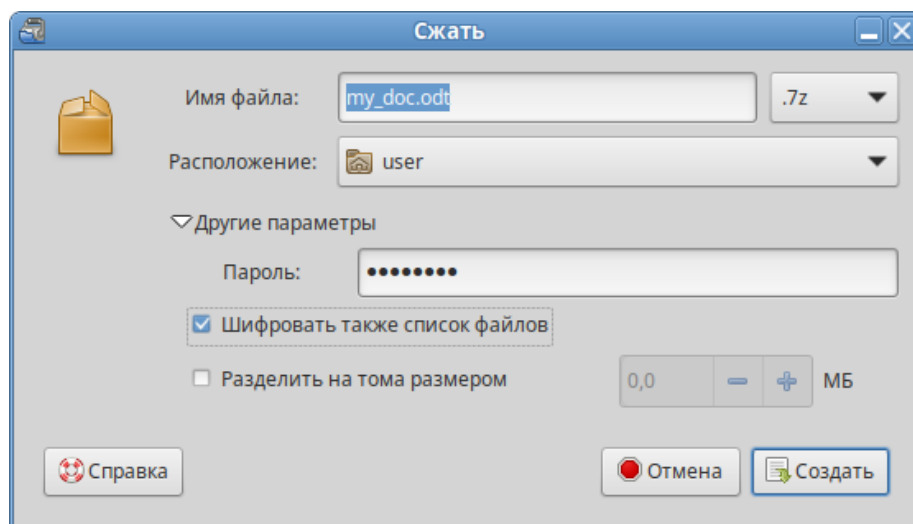 Сжать
Имя файла: my_doc.odt .7z
Расположение: user
Другие параметры
Пароль: ••••••••
Шифровать также список файлов
Разделить на тома размером 0,0 МБ
Справка Отмена Создать